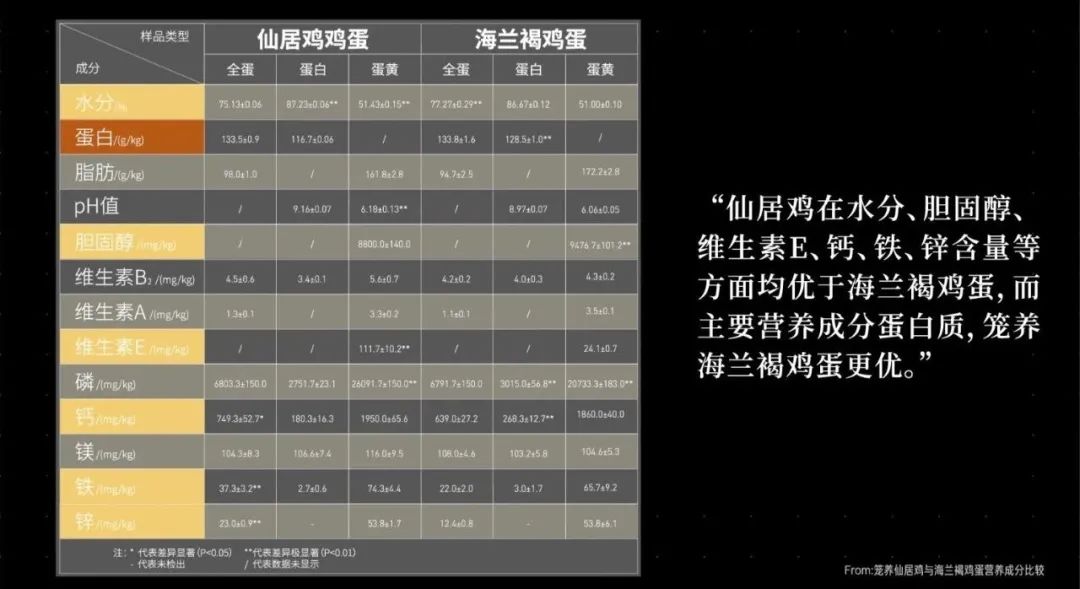 样品类型 仙居鸡鸡蛋 海兰褐鸡蛋
成分 全蛋 蛋白 蛋黄 全蛋 蛋白 蛋黄
水分/% 75.13±0.06 87.23±0.06** 51.43±0.15** 77.27±0.29** 86.67±0.12 51.00±0.10
蛋白/(g/kg) 133.5±0.9 116.7±0.06 / 133.8±1.6 128.5±1.0** /
脂肪/(g/kg) 98.0±1.0 / 161.8±2.8 94.7±2.5 / 172.2±2.8
pH值 / 9.16±0.07 6.18±0.13** / 8.97±0.07 6.06±0.05
胆固醇/(mg/kg) / / 8800.0±140.0 / / 9476.7±101.2**
维生素B₂/(mg/kg) 4.5±0.6 3.4±0.1 5.6±0.7 4.2±0.2 4.0±0.3 4.3±0.2
维生素A/(mg/kg) 1.3±0.1 / 3.3±0.2 1.1±0.1 / 3.5±0.1
维生素E/(mg/kg) / / 111.7±10.2** / / 24.1±0.7
磷/(mg/kg) 6803.3±150.0 2751.7±23.1 26091.7±150.0** 6791.7±150.0 3015.0±56.8** 20733.3±183.0**
钙/(mg/kg) 749.3±52.7* 180.3±16.3 1950.0±65.6 639.0±27.2 268.3±12.7** 1860.0±40.0
镁/(mg/kg) 104.3±8.3 106.6±7.4 116.0±9.5 108.0±4.6 103.2±5.8 104.6±5.3
铁/(mg/kg) 37.3±3.2** 2.7±0.6 74.3±4.4 22.0±2.0 3.0±1.7 65.7±9.2
锌/(mg/kg) 23.0±0.9** - 53.8±1.7 12.4±0.8 - 53.8±6.1
注：* 代表差异显著(P<0.05) **代表差异极显著(P<0.01)
- 代表未检出 / 代表数据未显示
“仙居鸡在水分、胆固醇、
维生素E、钙、铁、锌含量等
方面均优于海兰褐鸡蛋，而
主要营养成分蛋白质，笼养
海兰褐鸡蛋更优。”
From:笼养仙居鸡与海兰褐鸡蛋营养成分比较